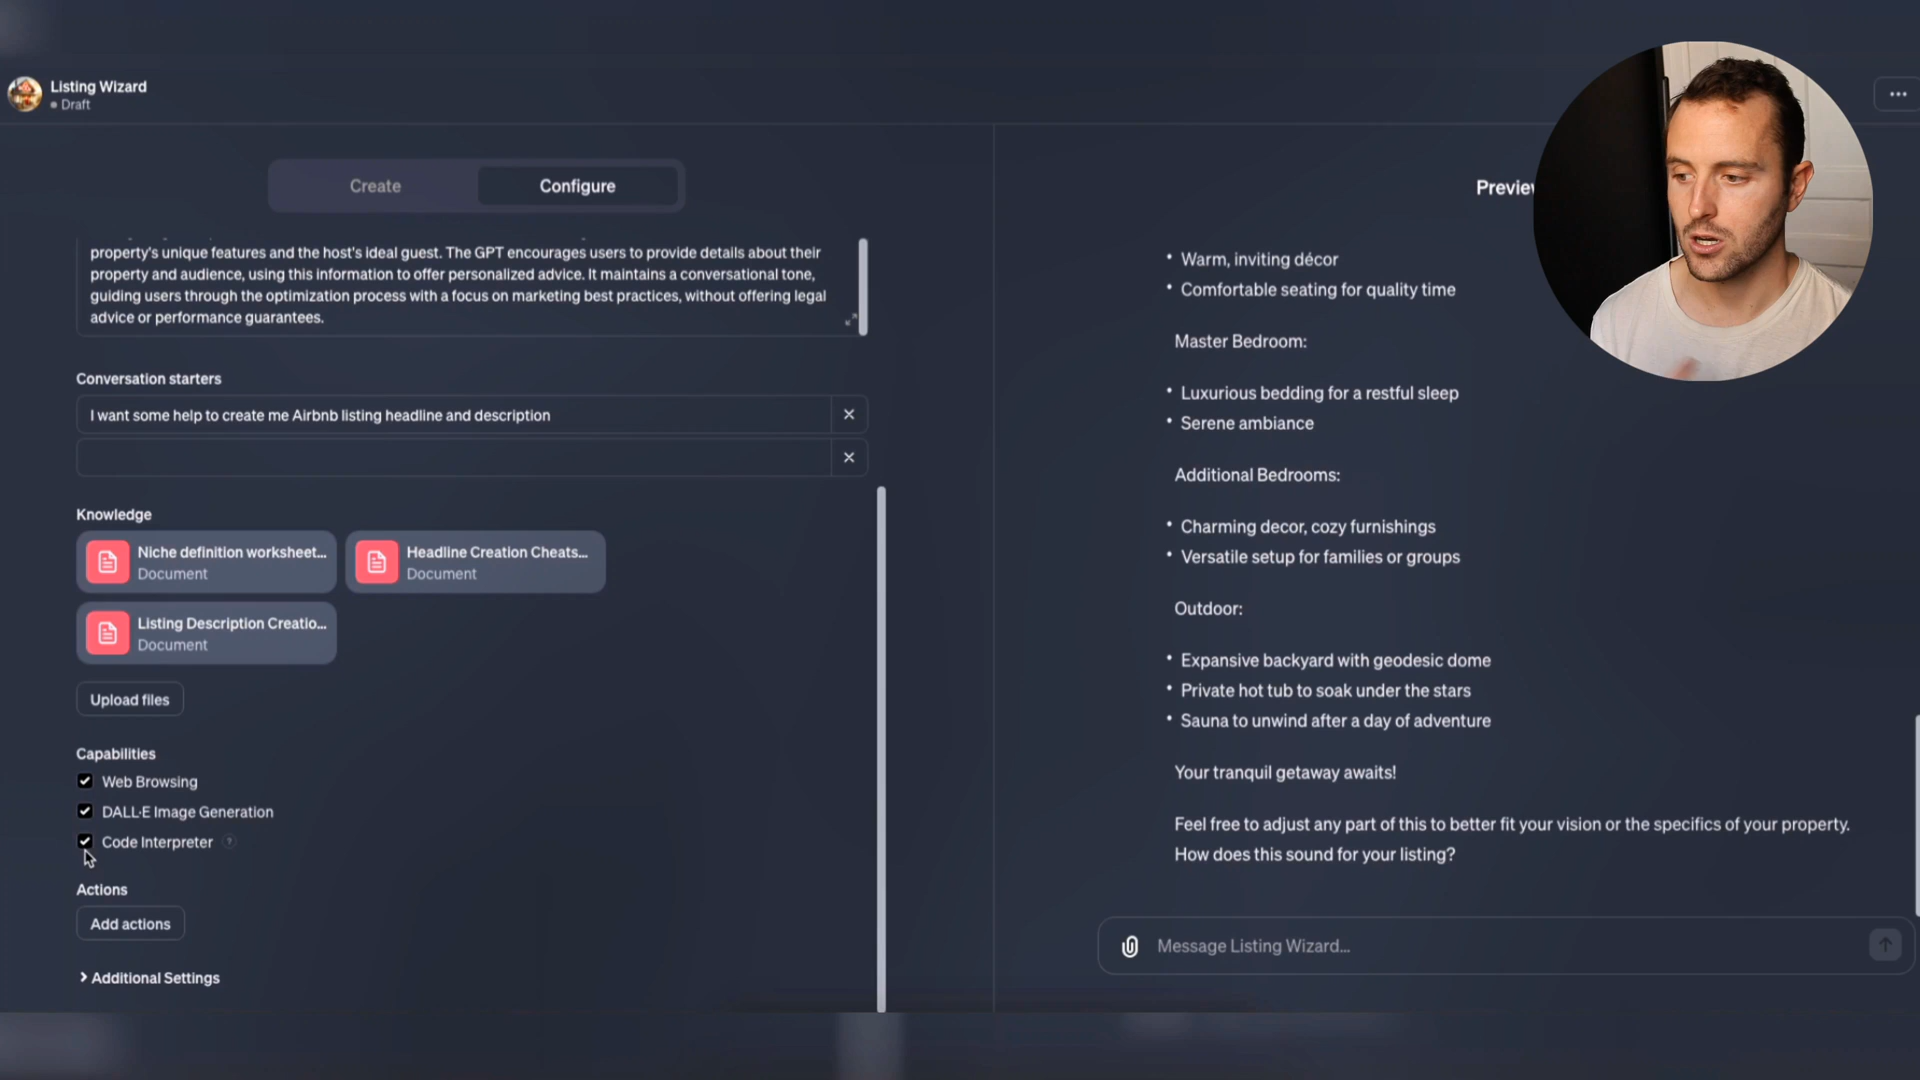 Listing Wizard
Draft
Create
Configure
property's unique features and the host's ideal guest. The GPT encourages users to provide details about their
property and audience, using this information to offer personalized advice. It maintains a conversational tone,
guiding users through the optimization process with a focus on marketing best practices, without offering legal
advice or performance guarantees.
Conversation starters
I want some help to create me Airbnb listing headline and description
Knowledge
Niche definition worksheet...
Document
Headline Creation Cheats...
Document
Listing Description Creatio...
Document
Upload files
Capabilities
Web Browsing
DALL·E Image Generation
Code Interpreter ?
Actions
Add actions
Additional Settings
Preview
• Warm, inviting décor
• Comfortable seating for quality time
Master Bedroom:
• Luxurious bedding for a restful sleep
• Serene ambiance
Additional Bedrooms:
• Charming decor, cozy furnishings
• Versatile setup for families or groups
Outdoor:
• Expansive backyard with geodesic dome
• Private hot tub to soak under the stars
• Sauna to unwind after a day of adventure
Your tranquil getaway awaits!
Feel free to adjust any part of this to better fit your vision or the specifics of your property.
How does this sound for your listing?
Message Listing Wizard...